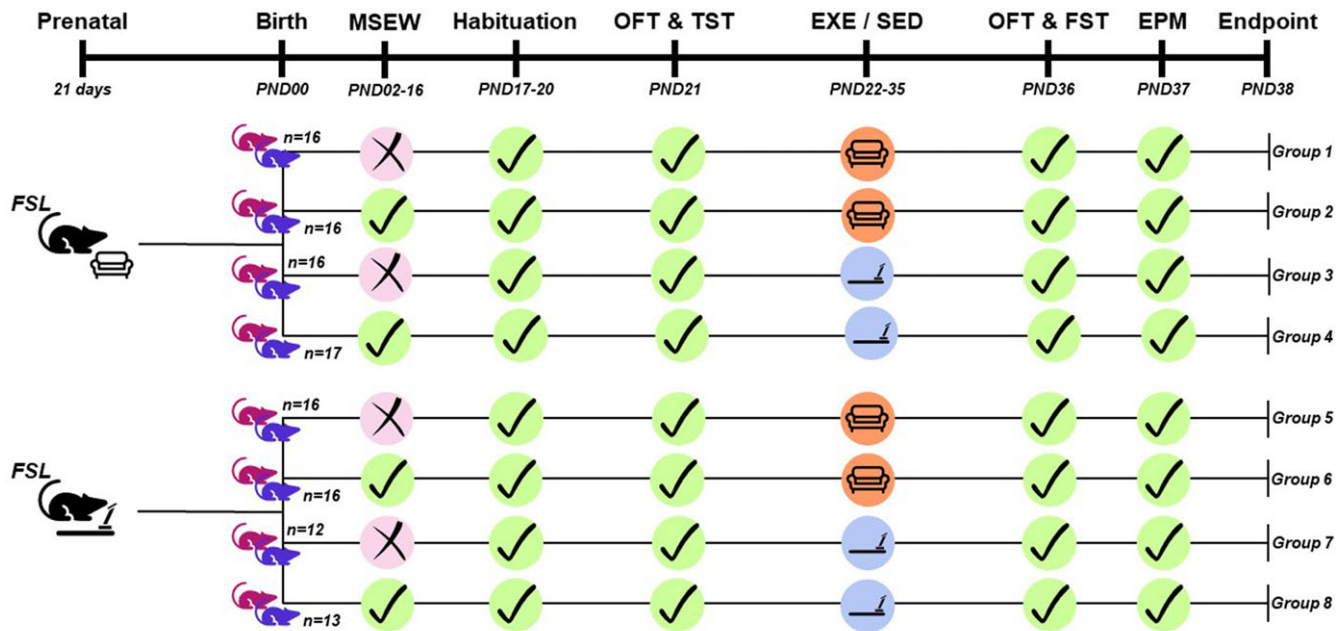 Prenatal Birth MSEW Habituation OFT & TST EXE / SED OFT & FST EPM Endpoint
21 days PND00 PND02-16 PND17-20 PND21 PND22-35 PND36 PND37 PND38
n=16
Group 1
FSL
Group 2
n=16
n=16
Group 3
n=17
Group 4
n=16
Group 5
FSL
Group 6
n=16
n=12
Group 7
Group 8
n=13